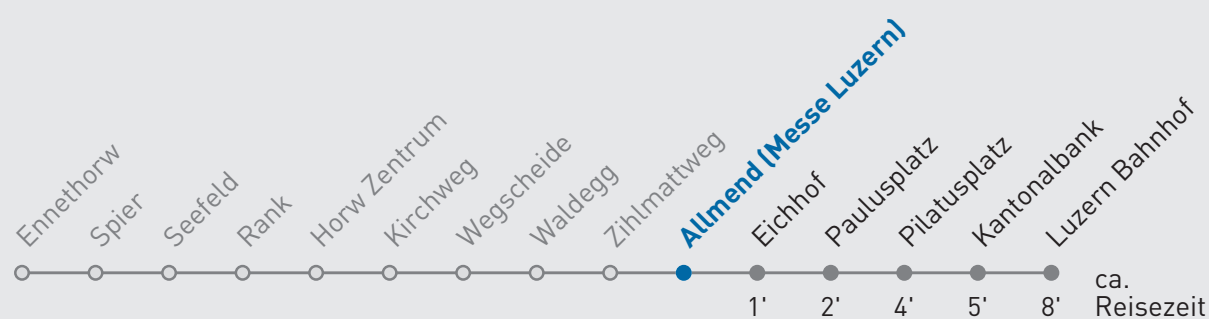 Ennethorw
Spier
Seefeld
Rank
Horw Zentrum
Kirchweg
Wegscheide
Waldegg
Zihlmattweg
Allmend (Messe Luzern)
Eichhof
Paulusplatz
Pilatusplatz
Kantonalbank
Luzern Bahnhof
1' 2' 4' 5' 8' ca.
Reisezeit